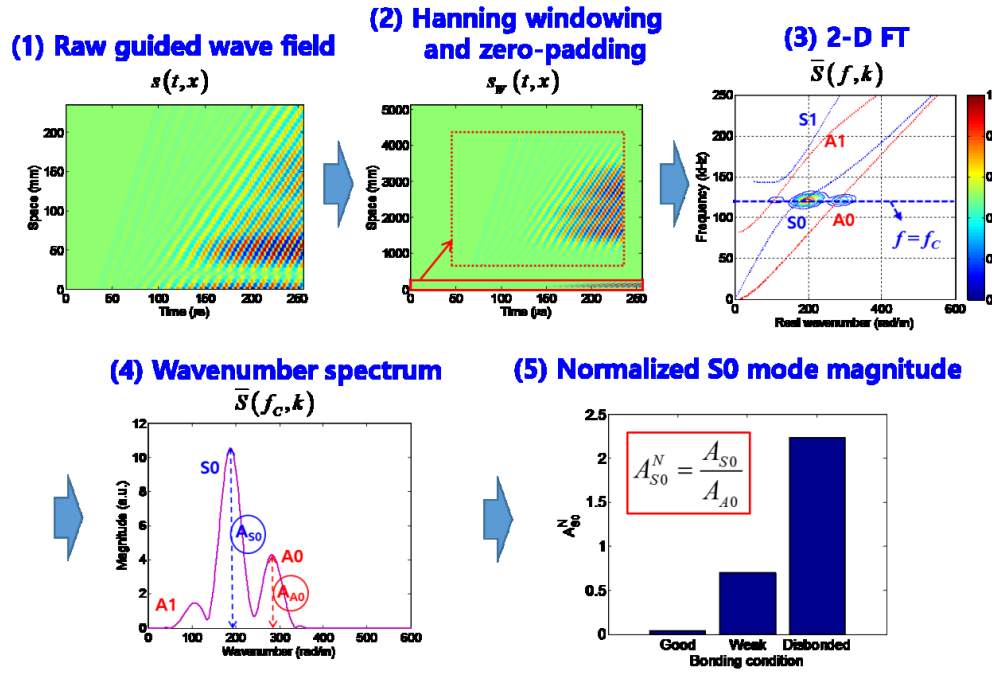 (1) Raw guided wave field
s(t,x)
200
150
100
50
0
Space (mm)
0 50 100 150 200 250
Time (μs)
(2) Hanning windowing
and zero-padding
s_W(t,x)
5000
4000
3000
2000
1000
0
Space (mm)
0 50 100 150 200 250
Time (μs)
(3) 2-D FT
S̅(f,k)
250
200
150
100
50
0
Frequency (kHz)
S1
A1
S0
A0
f=f_C
0 200 400 600
Real wavenumber (rad/m)
(4) Wavenumber spectrum
S̅(f_C,k)
12
10
8
6
4
2
0
Magnitude (a.u.)
S0
A_S0
A0
A_A0
A1
0 100 200 300 400 500 600
Wavenumber (rad/m)
(5) Normalized S0 mode magnitude
2.5
2
1.5
1
0.5
0
A^N_S0
A^N_S0 = A_S0 / A_A0
Good Weak Disbonded
Bonding condition